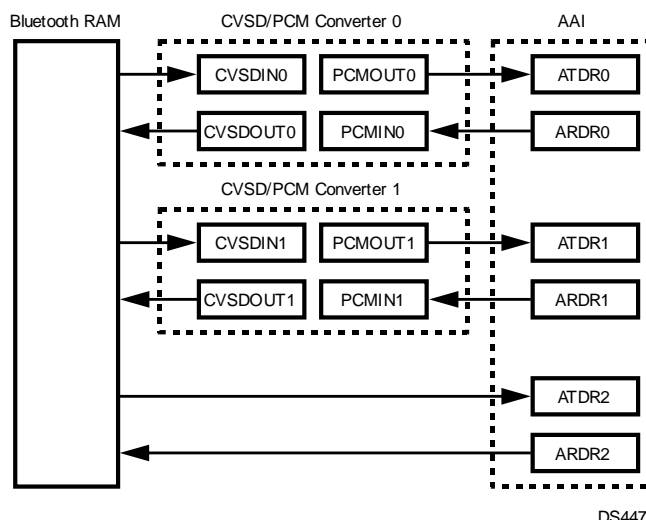 Bluetooth RAM
CVSD/PCM Converter 0
AAI
CVSDIN0
PCMOUT0
ATDR0
CVSDOUT0
PCMIN0
ARDR0
CVSD/PCM Converter 1
CVSDIN1
PCMOUT1
ATDR1
CVSDOUT1
PCMIN1
ARDR1
ATDR2
ARDR2
DS447